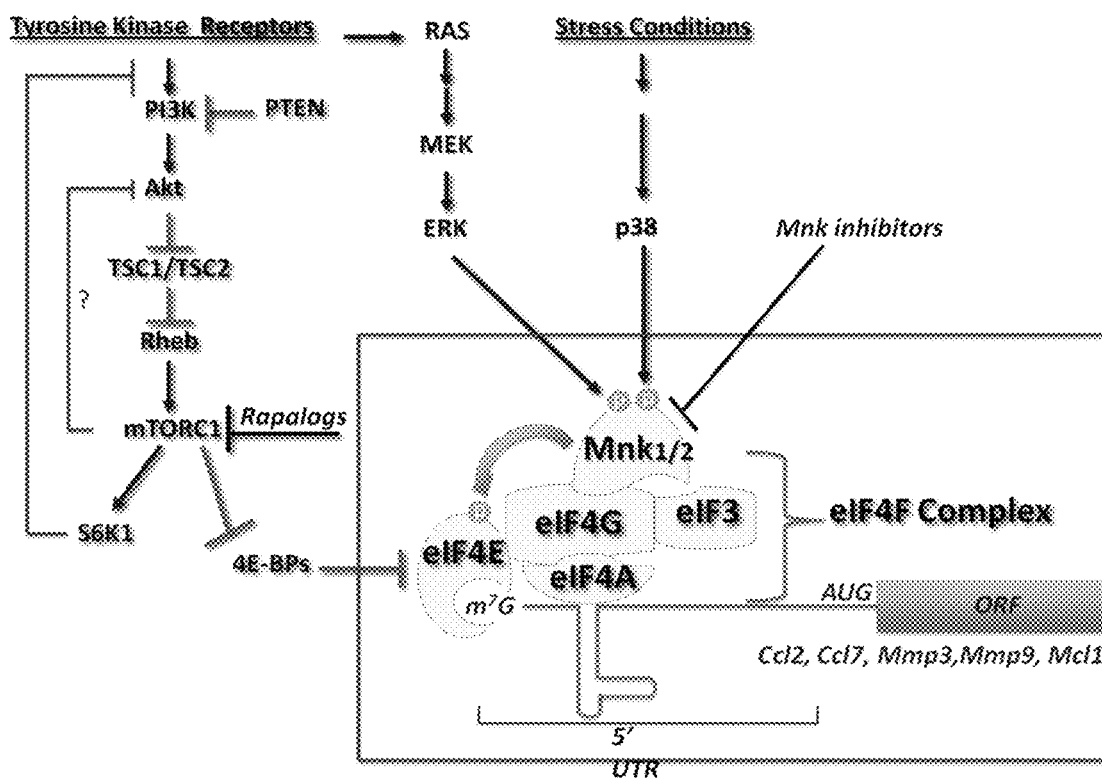 Tyrosine Kinase Receptors
RAS
Stress Conditions
PI3K
PTEN
MEK
Akt
ERK
p38
Mnk inhibitors
TSC1/TSC2
?
Rheb
mTORC1
Rapalogs
Mnk1/2
S6K1
eIF4G
eIF3
eIF4F Complex
4E-BPs
eIF4E
eIF4A
m⁷G
AUG
ORF
Ccl2, Ccl7, Mmp3,Mmp9, Mcl1
5'
UTR